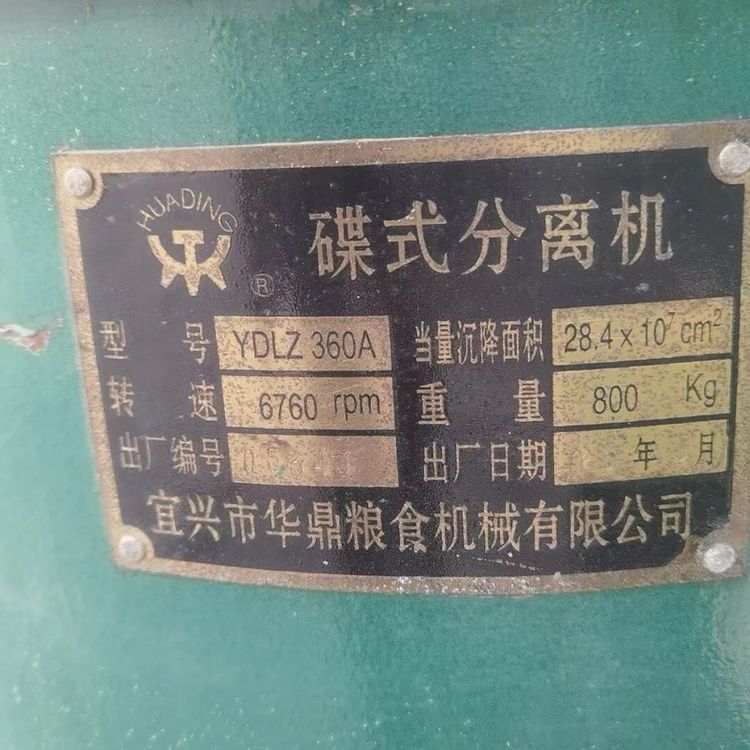 HUADING
®
碟式分离机
型号 YDLZ 360A 当量沉降面积 28.4×10⁷cm²
转速 6760 rpm 重量 800 Kg
出厂编号 出厂日期 年 月
宜兴市华鼎粮食机械有限公司